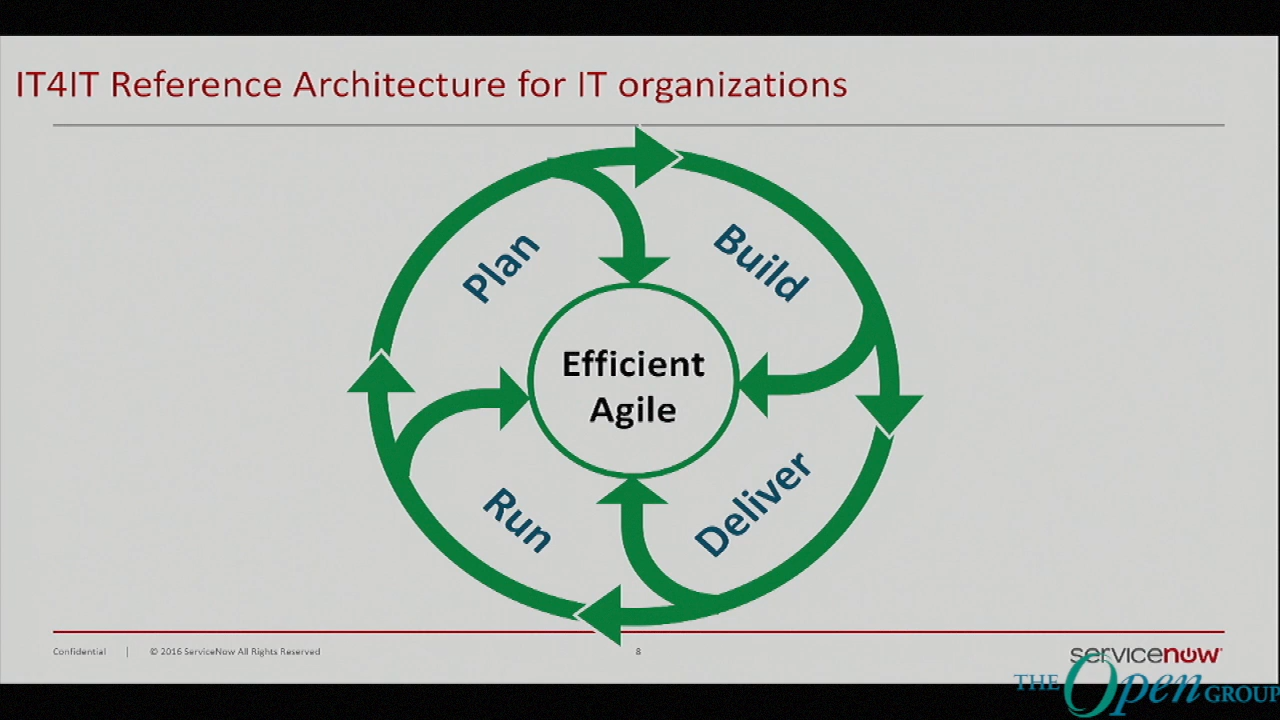 IT4IT Reference Architecture for IT organizations
Plan
Build
Efficient
Agile
Run
Deliver
Confidential | © 2016 ServiceNow All Rights Reserved
8
servicenow
THE Open GROUP